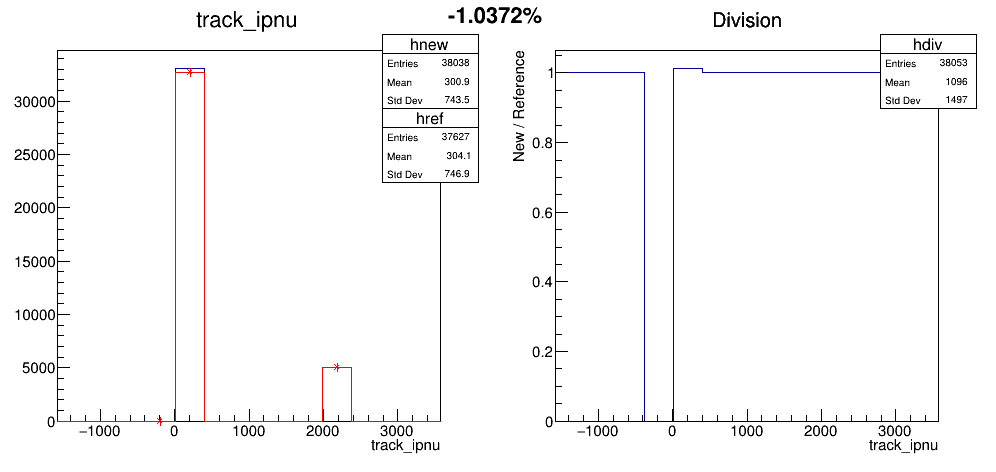 track_ipnu
-1.0372%
Division
hnew
Entries 38038
Mean 300.9
Std Dev 743.5
href
Entries 37627
Mean 304.1
Std Dev 746.9
30000
25000
20000
15000
10000
5000
0
−1000 0 1000 2000 3000
track_ipnu
hdiv
Entries 38053
Mean 1096
Std Dev 1497
New / Reference
1
0.8
0.6
0.4
0.2
0
−1000 0 1000 2000 3000
track_ipnu